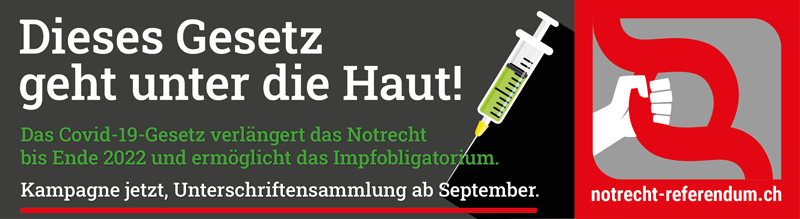 Dieses Gesetz
geht unter die Haut!
Das Covid-19-Gesetz verlängert das Notrecht
bis Ende 2022 und ermöglicht das Impfobligatorium.
Kampagne jetzt, Unterschriftensammlung ab September.
notrecht-referendum.ch